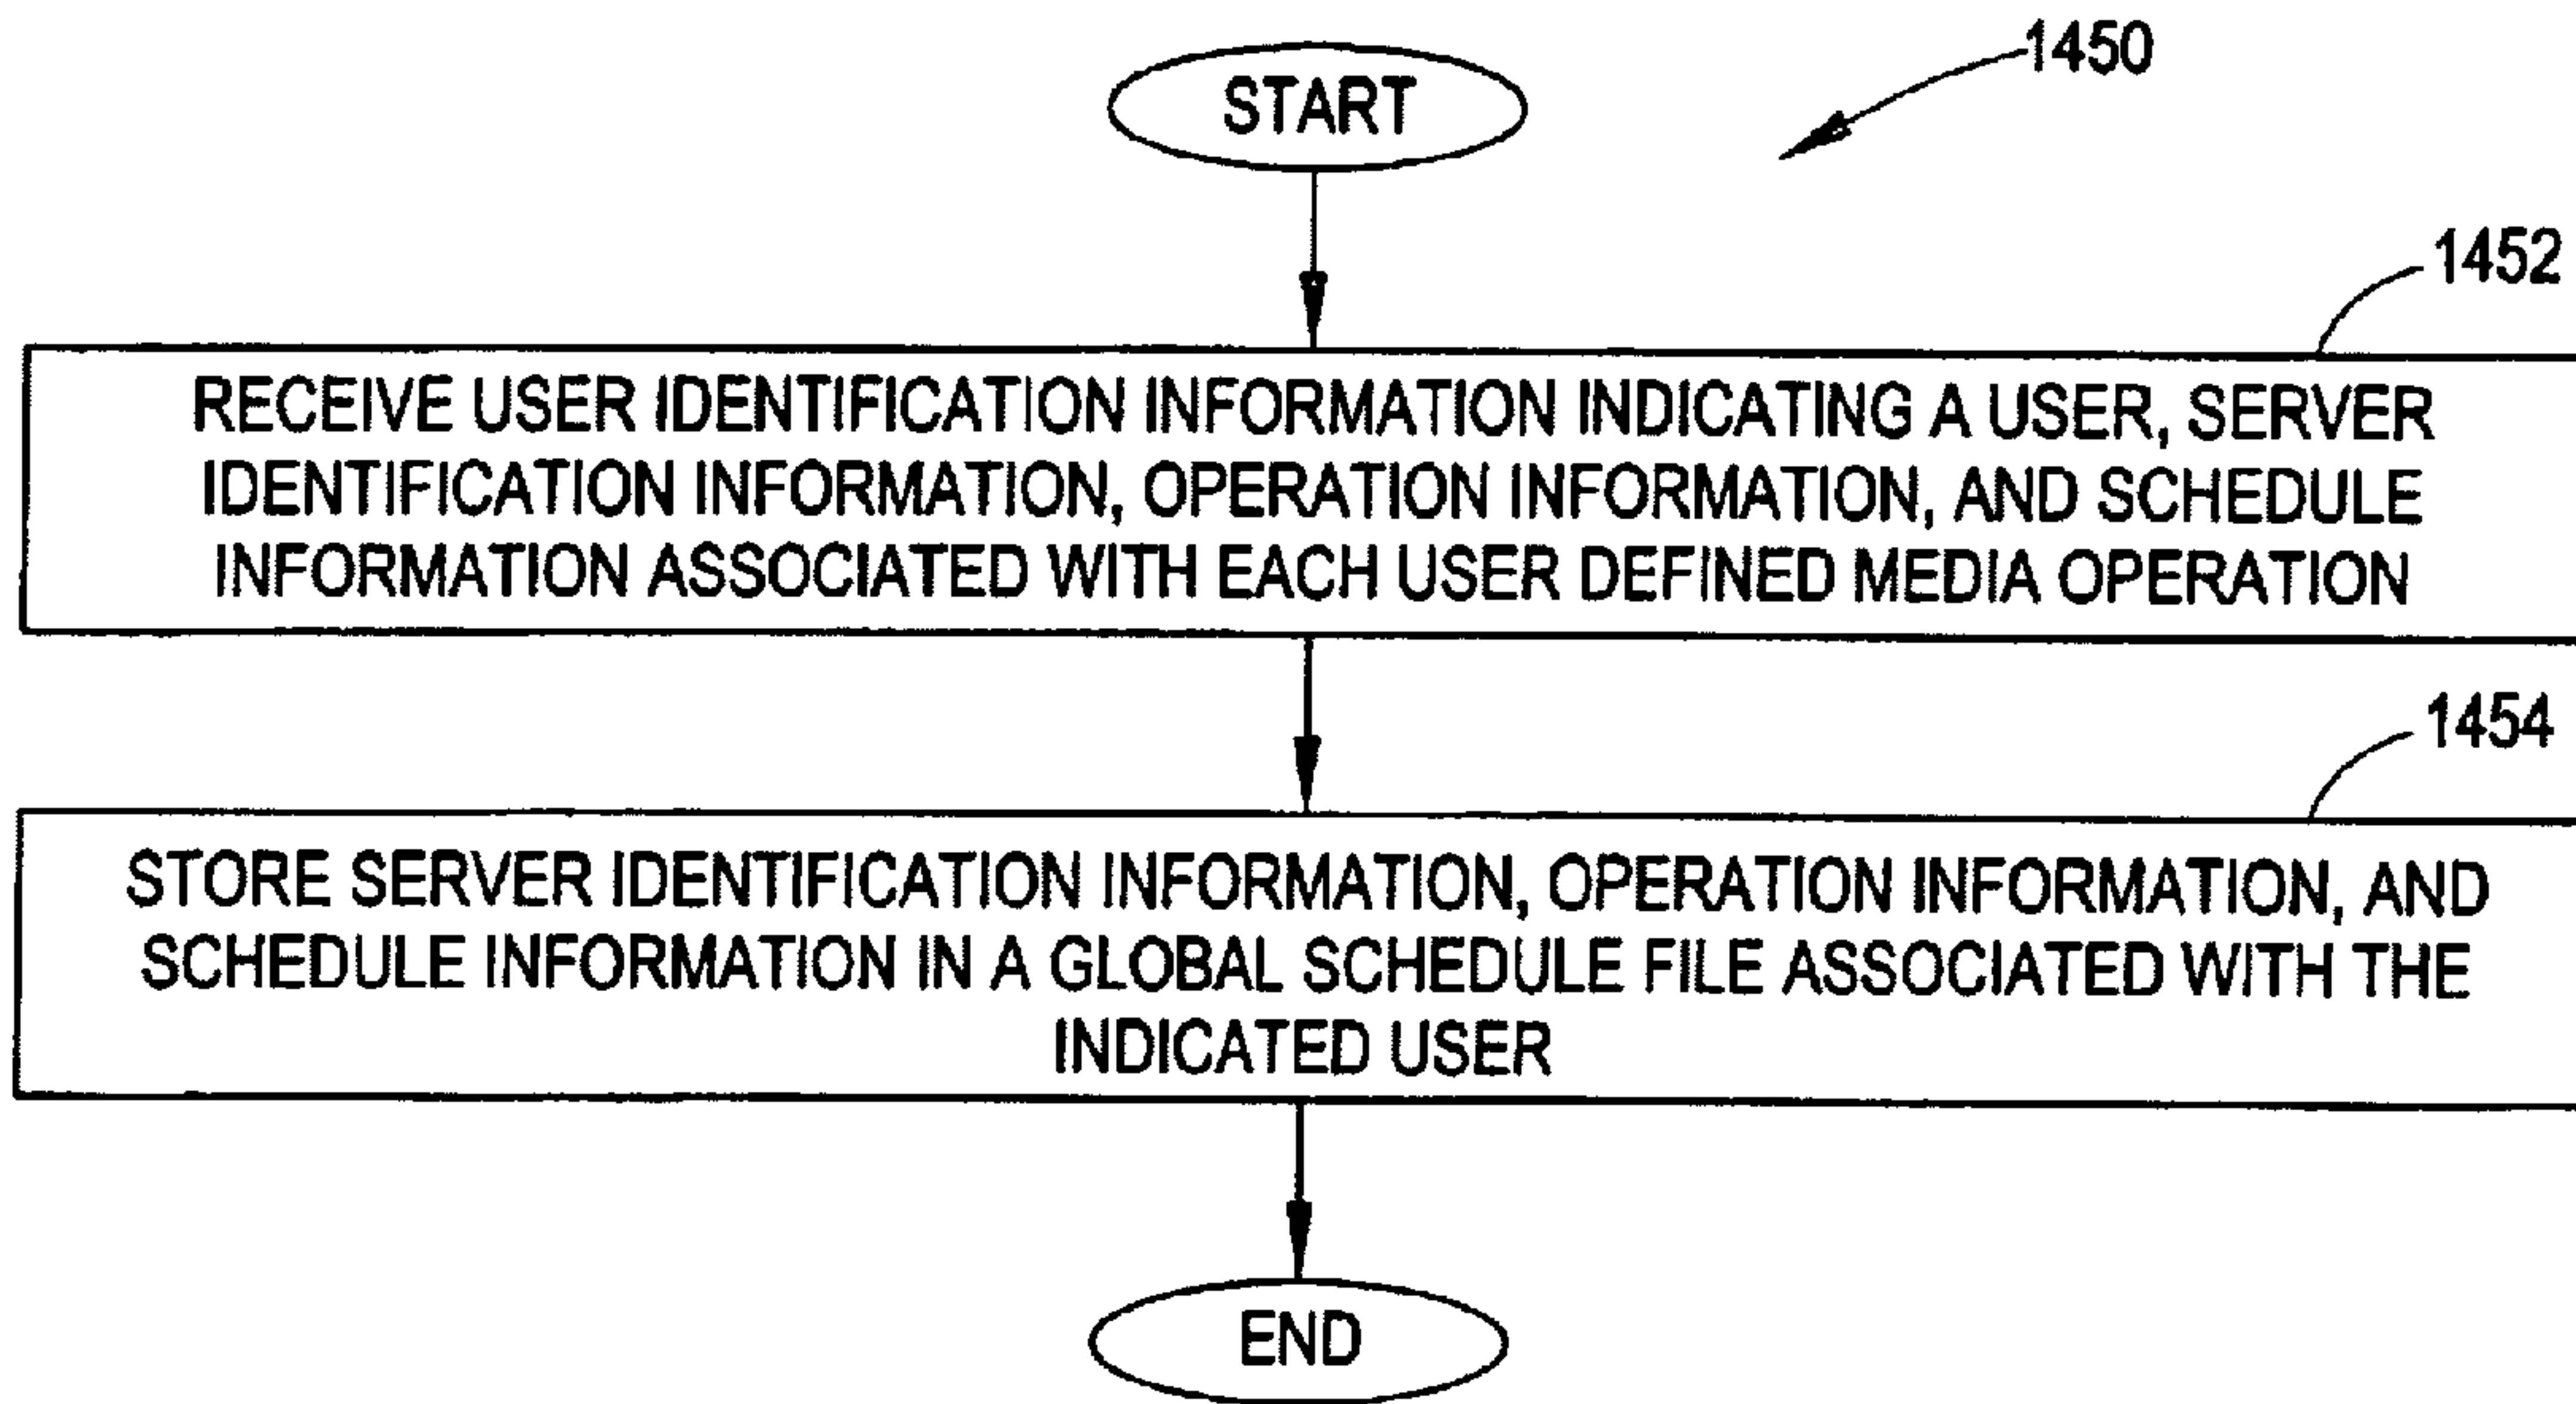 START
1450
1452
RECEIVE USER IDENTIFICATION INFORMATION INDICATING A USER, SERVER
IDENTIFICATION INFORMATION, OPERATION INFORMATION, AND SCHEDULE
INFORMATION ASSOCIATED WITH EACH USER DEFINED MEDIA OPERATION
1454
STORE SERVER IDENTIFICATION INFORMATION, OPERATION INFORMATION, AND
SCHEDULE INFORMATION IN A GLOBAL SCHEDULE FILE ASSOCIATED WITH THE
INDICATED USER
END